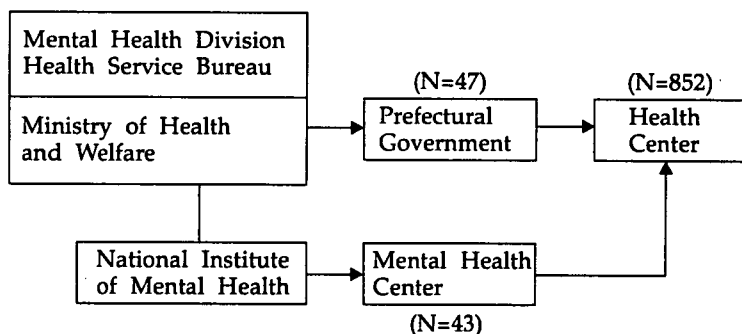 Mental Health Division
Health Service Bureau
Ministry of Health
and Welfare
(N=47)
Prefectural
Government
(N=852)
Health
Center
National Institute
of Mental Health
Mental Health
Center
(N=43)